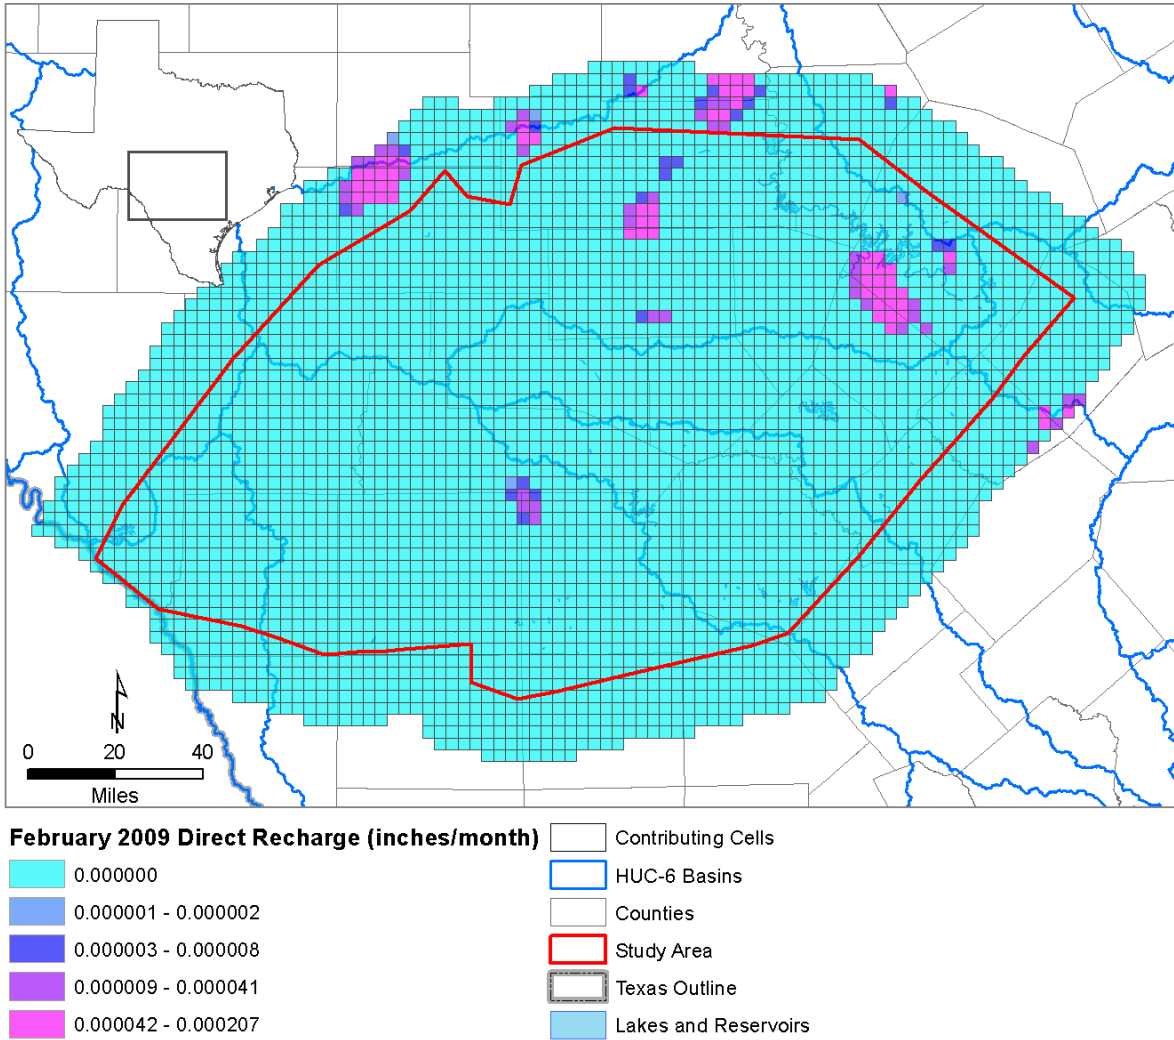 N
0 20 40
Miles
February 2009 Direct Recharge (inches/month)
0.000000
0.000001 - 0.000002
0.000003 - 0.000008
0.000009 - 0.000041
0.000042 - 0.000207
Contributing Cells
HUC-6 Basins
Counties
Study Area
Texas Outline
Lakes and Reservoirs